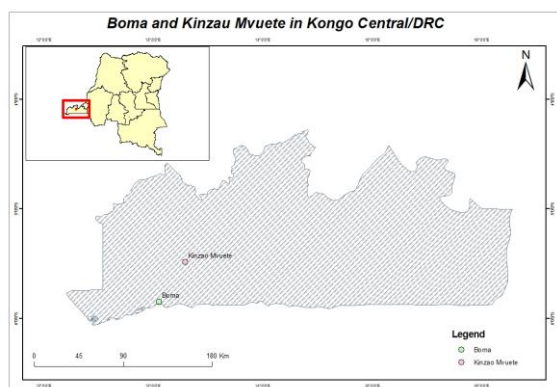 Boma and Kinzau Mvuete in Kongo Central/DRC
N
Kinzao Mvuete
Boma
Legend
Boma
Kinzao Mvuete
0 45 90 180 Km